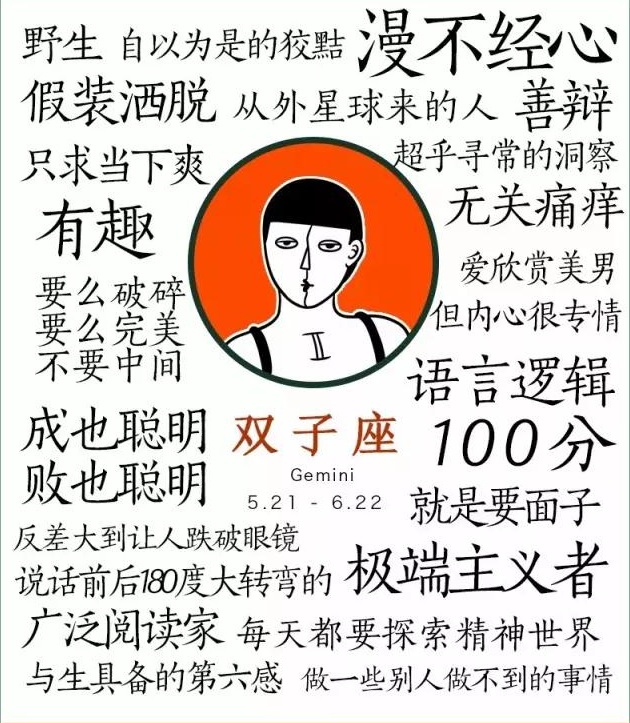 野生 自以为是的狡黠 漫不经心
假装洒脱 从外星球来的人 善辩
只求当下爽 超乎寻常的洞察
有趣 无关痛痒
爱欣赏美男
但内心很专情
要么破碎
要么完美
不要中间
语言逻辑
100分
成也聪明
败也聪明
双子座
Gemini
5.21 - 6.22
就是要面子
反差大到让人跌破眼镜
说话前后180度大转弯的 极端主义者
广泛阅读家 每天都要探索精神世界
与生具备的第六感 做一些别人做不到的事情